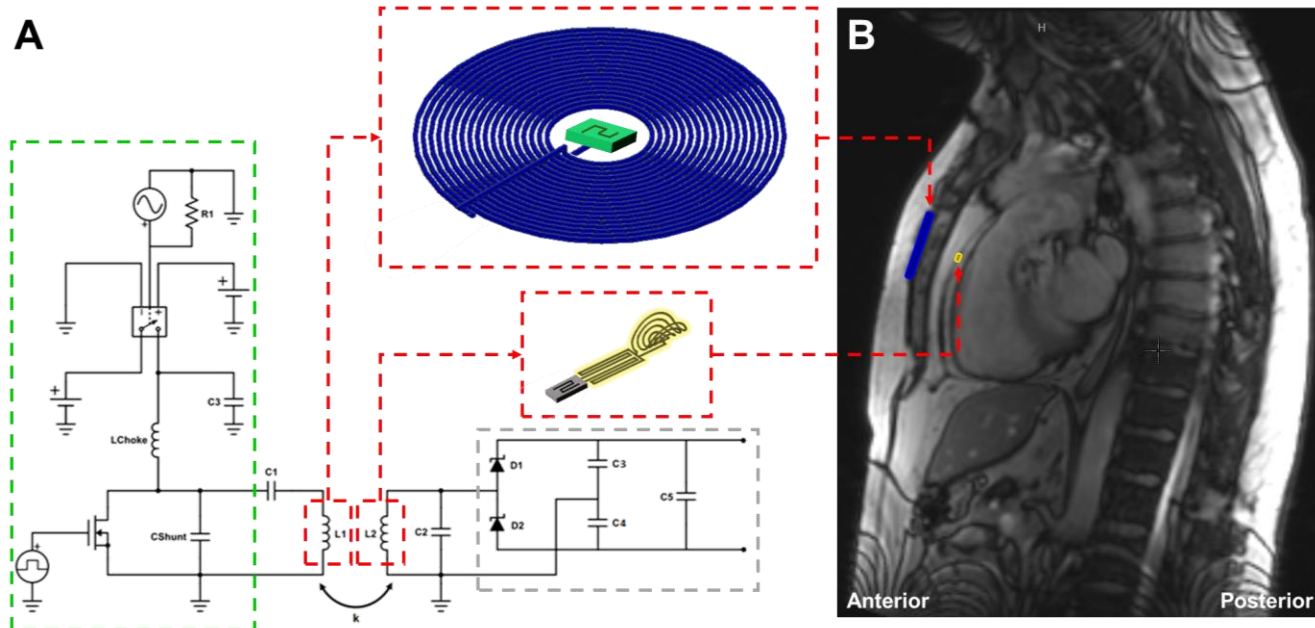 A
B
H
R1
+
+
+
C3
LChoke
C1
D1
C3
C5
L1
L2
C2
D2
C4
CShunt
+
k
Anterior
Posterior